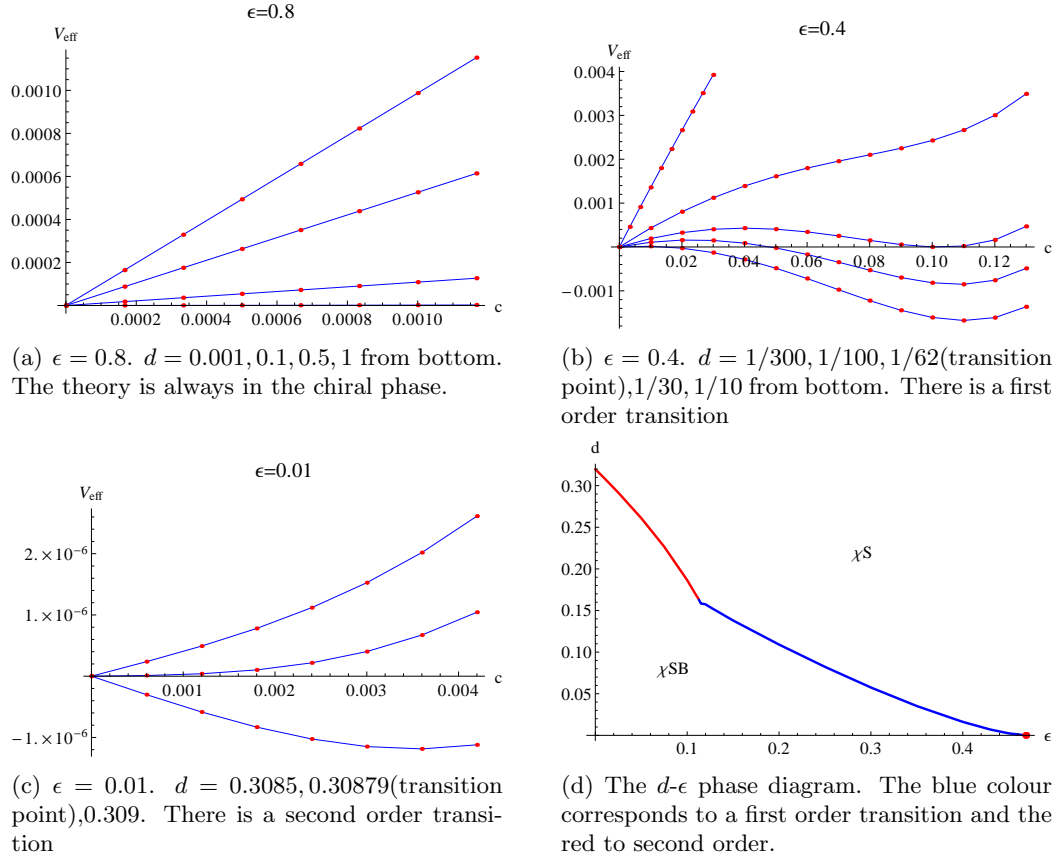 ϵ=0.8
Veff
0.0010
0.0008
0.0006
0.0004
0.0002
0.0002 0.0004 0.0006 0.0008 0.0010 c
(a) ϵ = 0.8. d = 0.001, 0.1, 0.5, 1 from bottom.
The theory is always in the chiral phase.
ϵ=0.4
Veff
0.004
0.003
0.002
0.001
-0.001
0.02 0.04 0.06 0.08 0.10 0.12 c
(b) ϵ = 0.4. d = 1/300, 1/100, 1/62(transition
point),1/30, 1/10 from bottom. There is a first
order transition
ϵ=0.01
Veff
2.×10-6
1.×10-6
-1.×10-6
0.001 0.002 0.003 0.004 c
(c) ϵ = 0.01. d = 0.3085, 0.30879(transition
point),0.309. There is a second order transi-
tion
d
0.30
0.25
0.20
0.15
0.10
0.05
χS
χSB
0.1 0.2 0.3 0.4 ϵ
(d) The d-ϵ phase diagram. The blue colour
corresponds to a first order transition and the
red to second order.